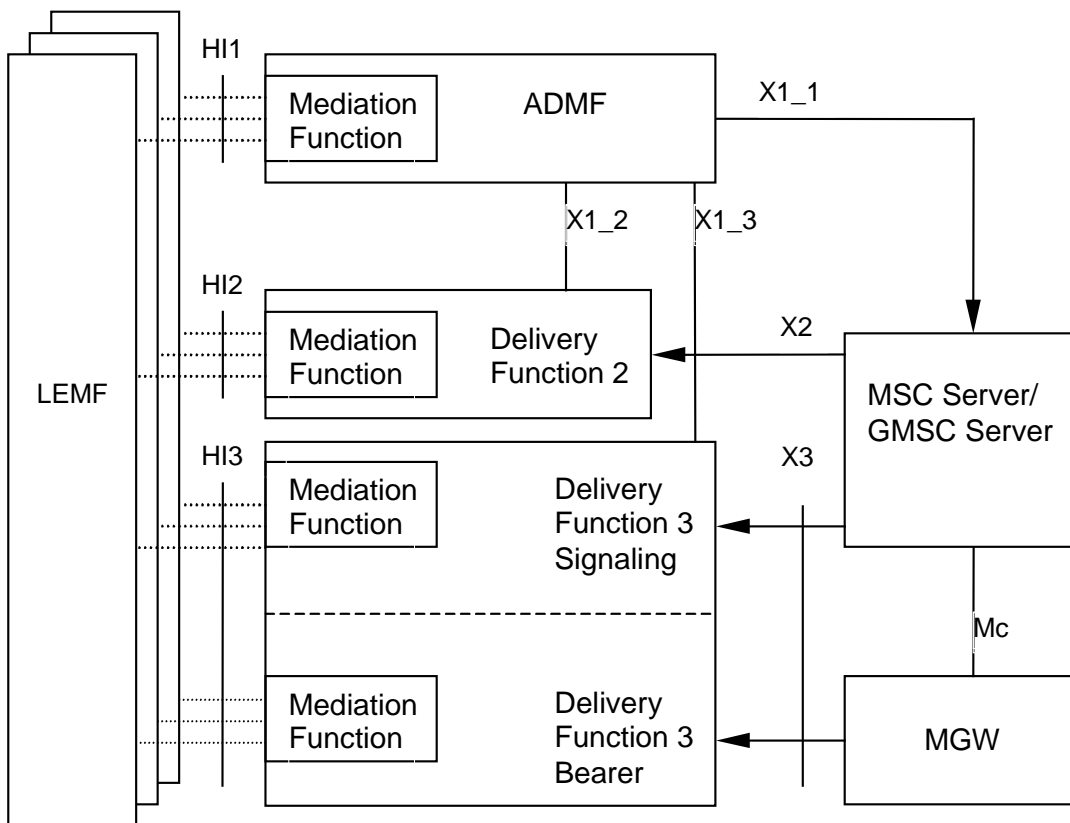 HI1
Mediation
Function
ADMF
X1_1
X1_2
X1_3
HI2
Mediation
Function
Delivery
Function 2
X2
LEMF
MSC Server/
GMSC Server
HI3
Mediation
Function
Delivery
Function 3
Signaling
X3
Mc
Mediation
Function
Delivery
Function 3
Bearer
MGW